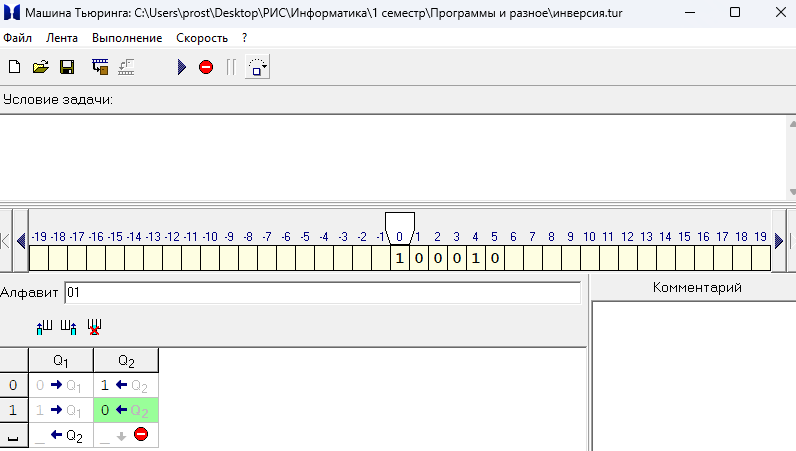 Машина Тьюринга: C:\Users\prost\Desktop\РИС\Информатика\1 семестр\Программы и разное\инверсия.tur
Файл Лента Выполнение Скорость ?
Условие задачи:
-19 -18 -17 -16 -15 -14 -13 -12 -11 -10 -9 -8 -7 -6 -5 -4 -3 -2 -1 0 1 2 3 4 5 6 7 8 9 10 11 12 13 14 15 16 17 18 19
1 0 0 0 1 0
Алфавит 01
Комментарий
Q1 Q2
0 0 → Q1 1 ← Q2
1 1 → Q1 0 ← Q2
␣ _ ← Q2 _ ↓